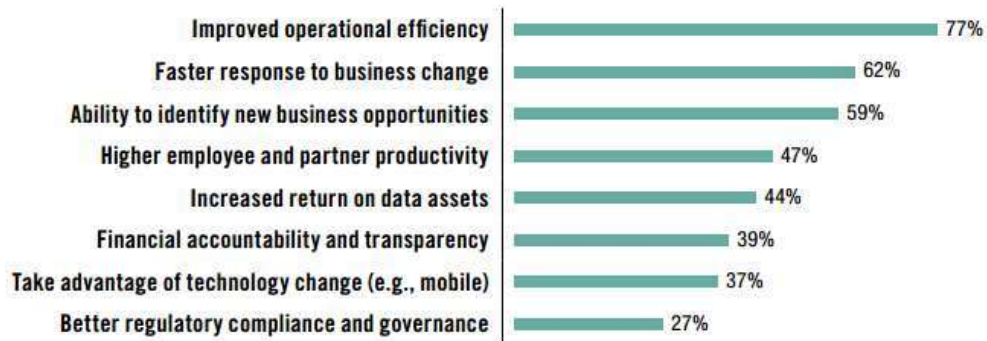 Improved operational efficiency 77%
Faster response to business change 62%
Ability to identify new business opportunities 59%
Higher employee and partner productivity 47%
Increased return on data assets 44%
Financial accountability and transparency 39%
Take advantage of technology change (e.g., mobile) 37%
Better regulatory compliance and governance 27%